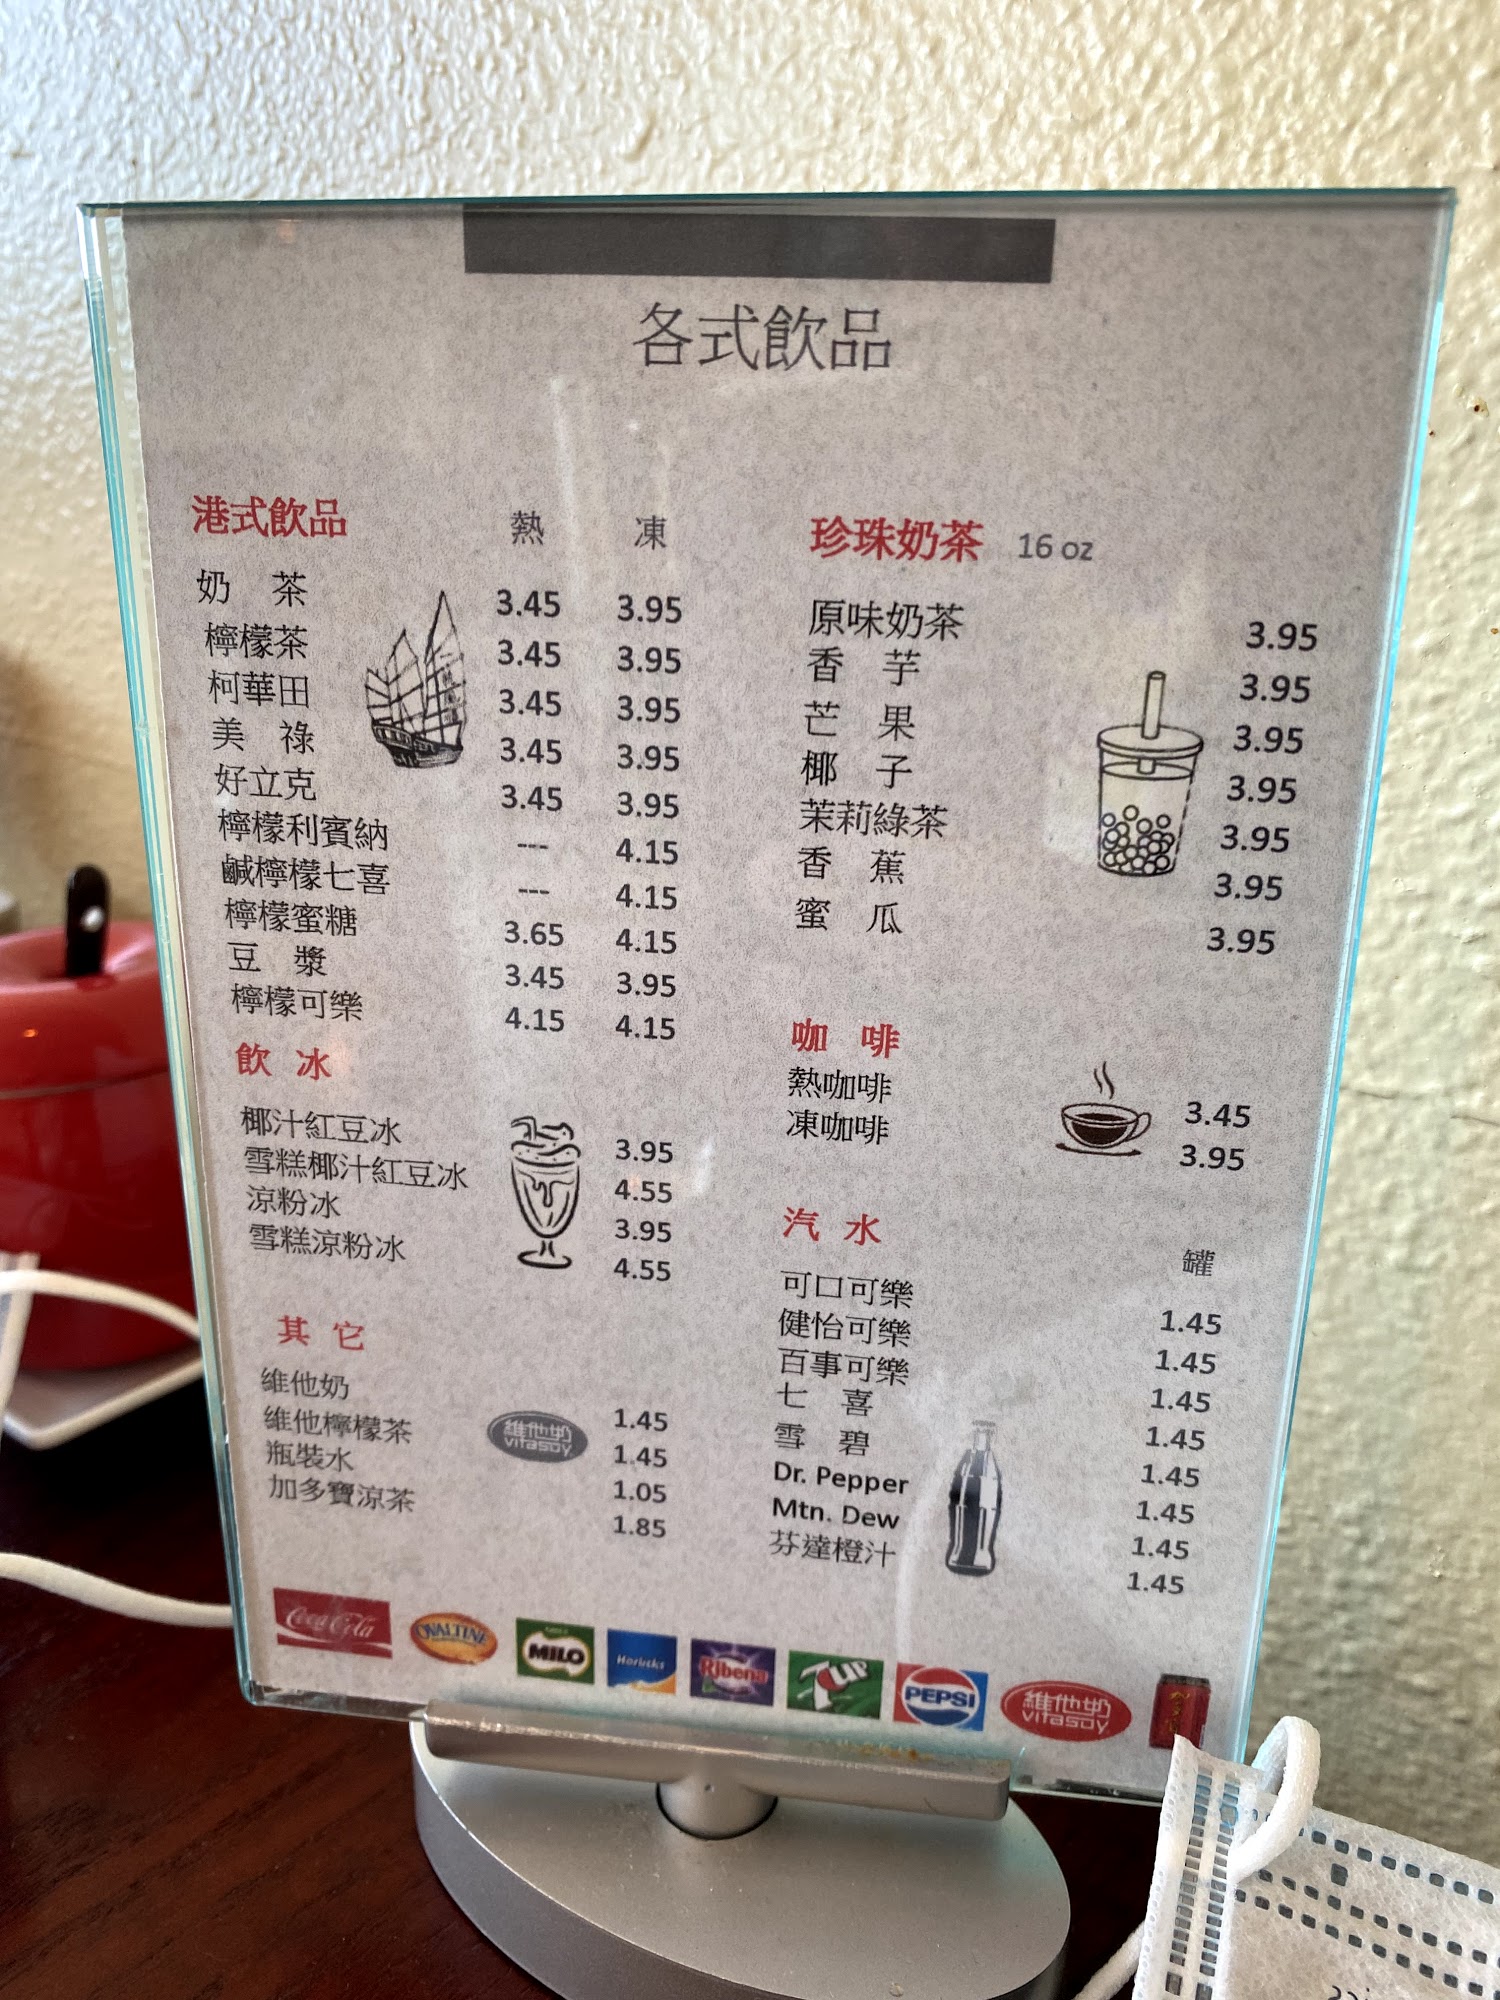 各式飲品
港式飲品 熱 凍
奶 茶 3.45 3.95
檸檬茶 3.45 3.95
柯華田 3.45 3.95
美 祿 3.45 3.95
好立克 3.45 3.95
檸檬利賓納 --- 4.15
鹹檸檬七喜 --- 4.15
檸檬蜜糖 3.65 4.15
豆 漿 3.45 3.95
檸檬可樂 4.15 4.15
飲 冰
椰汁紅豆冰 3.95
雪糕椰汁紅豆冰 4.55
涼粉冰 3.95
雪糕涼粉冰 4.55
其 它
維他奶 1.45
維他檸檬茶 1.45
瓶裝水 1.05
加多寶涼茶 1.85
維他奶
vitasoy
珍珠奶茶 16 oz
原味奶茶 3.95
香 芋 3.95
芒 果 3.95
椰 子 3.95
茉莉綠茶 3.95
香 蕉 3.95
蜜 瓜 3.95
咖 啡
熱咖啡 3.45
凍咖啡 3.95
汽 水 罐
可口可樂 1.45
健怡可樂 1.45
百事可樂 1.45
七 喜 1.45
雪 碧 1.45
Dr. Pepper 1.45
Mtn. Dew 1.45
芬達橙汁 1.45
Coca-Cola
OVALTINE
MILO
Horlicks
Ribena
7UP
PEPSI
維他奶
vitasoy